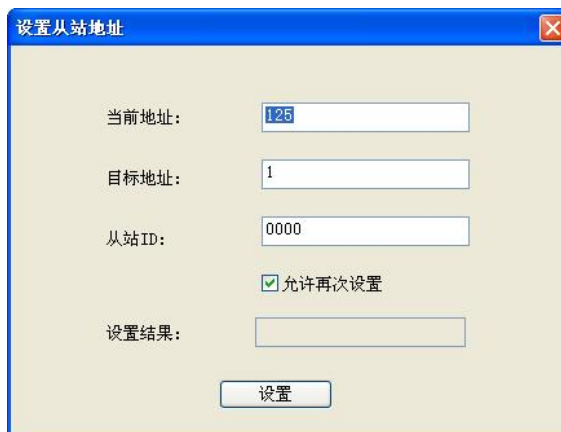 设置从站地址
当前地址: 125
目标地址: 1
从站ID: 0000
允许再次设置
设置结果:
设置